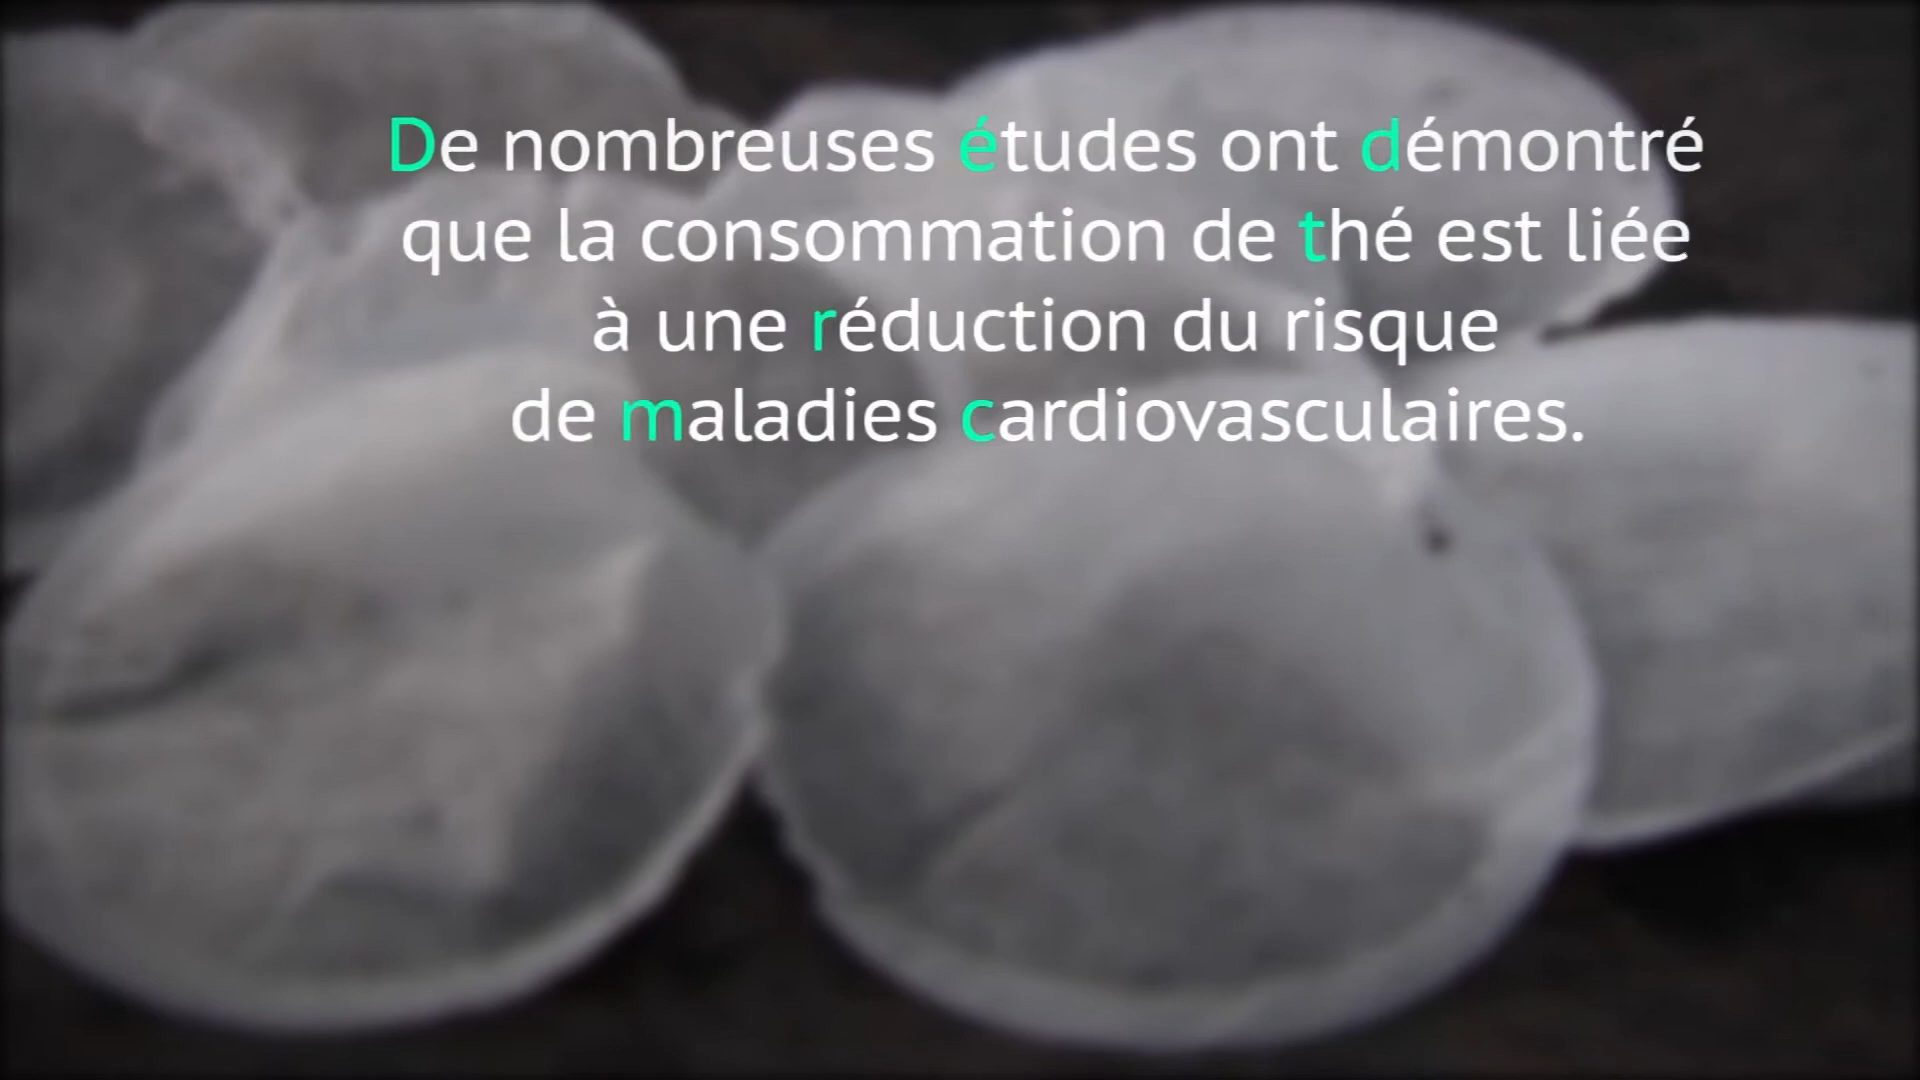 De nombreuses études ont démontré
que la consommation de thé est liée
à une réduction du risque
de maladies cardiovasculaires.